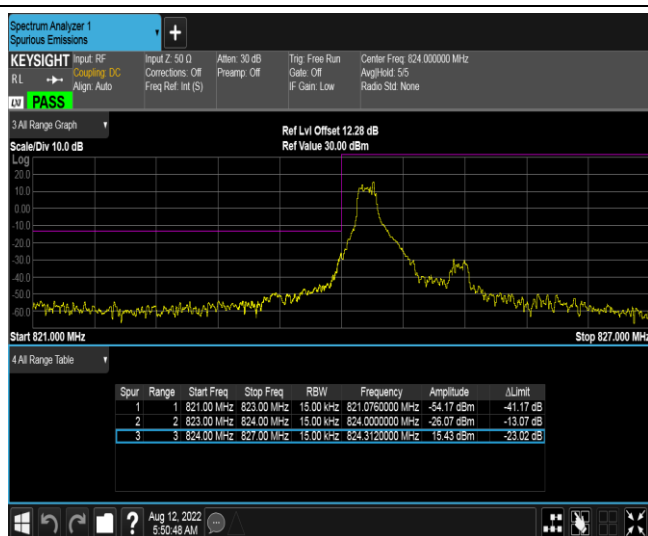 Spectrum Analyzer 1
Spurious Emissions
KEYSIGHT Input: RF Input Z: 50 Ω Atten: 30 dB Trig: Free Run Center Freq: 824.000000 MHz
R L Coupling: DC Corrections: Off Preamp: Off Gate: Off Avg|Hold: 5/5
Align: Auto Freq Ref: Int (S) IF Gain: Low Radio Std: None
LXI PASS
3 All Range Graph
Ref Lvl Offset 12.28 dB
Scale/Div 10.0 dB Ref Value 30.00 dBm
Log
20.0
10.0
0.00
-10.0
-20.0
-30.0
-40.0
-50.0
-60.0
Start 821.000 MHz Stop 827.000 MHz
4 All Range Table
Spur Range Start Freq Stop Freq RBW Frequency Amplitude ΔLimit
1 1 821.00 MHz 823.00 MHz 15.00 kHz 821.0760000 MHz -54.17 dBm -41.17 dB
2 2 823.00 MHz 824.00 MHz 15.00 kHz 824.0000000 MHz -26.07 dBm -13.07 dB
3 3 824.00 MHz 827.00 MHz 15.00 kHz 824.3120000 MHz 15.43 dBm -23.02 dB
? Aug 12, 2022
5:50:48 AM